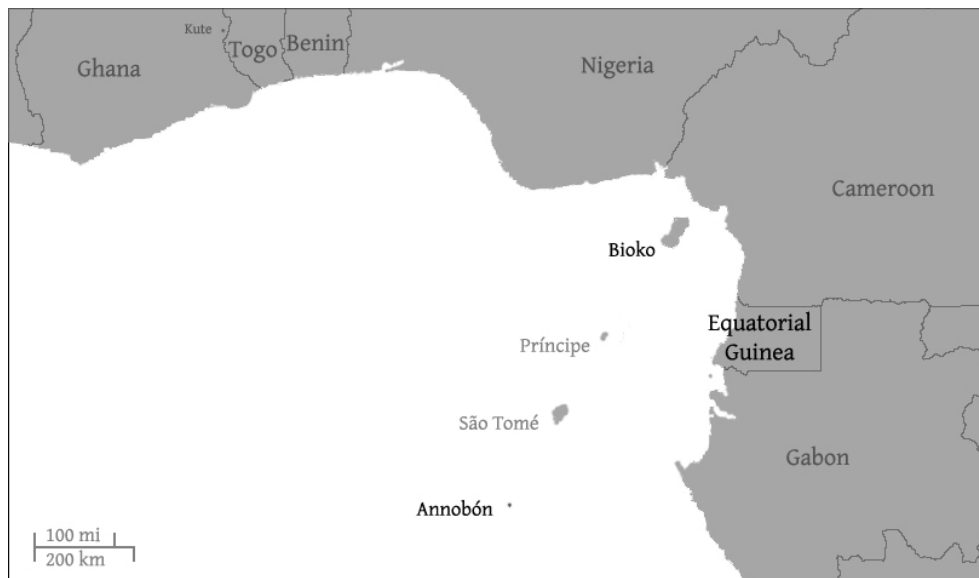 Kute
Togo
Benin
Ghana
Nigeria
Cameroon
Bioko
Equatorial
Guinea
Príncipe
São Tomé
Gabon
Annobón
100 mi
200 km